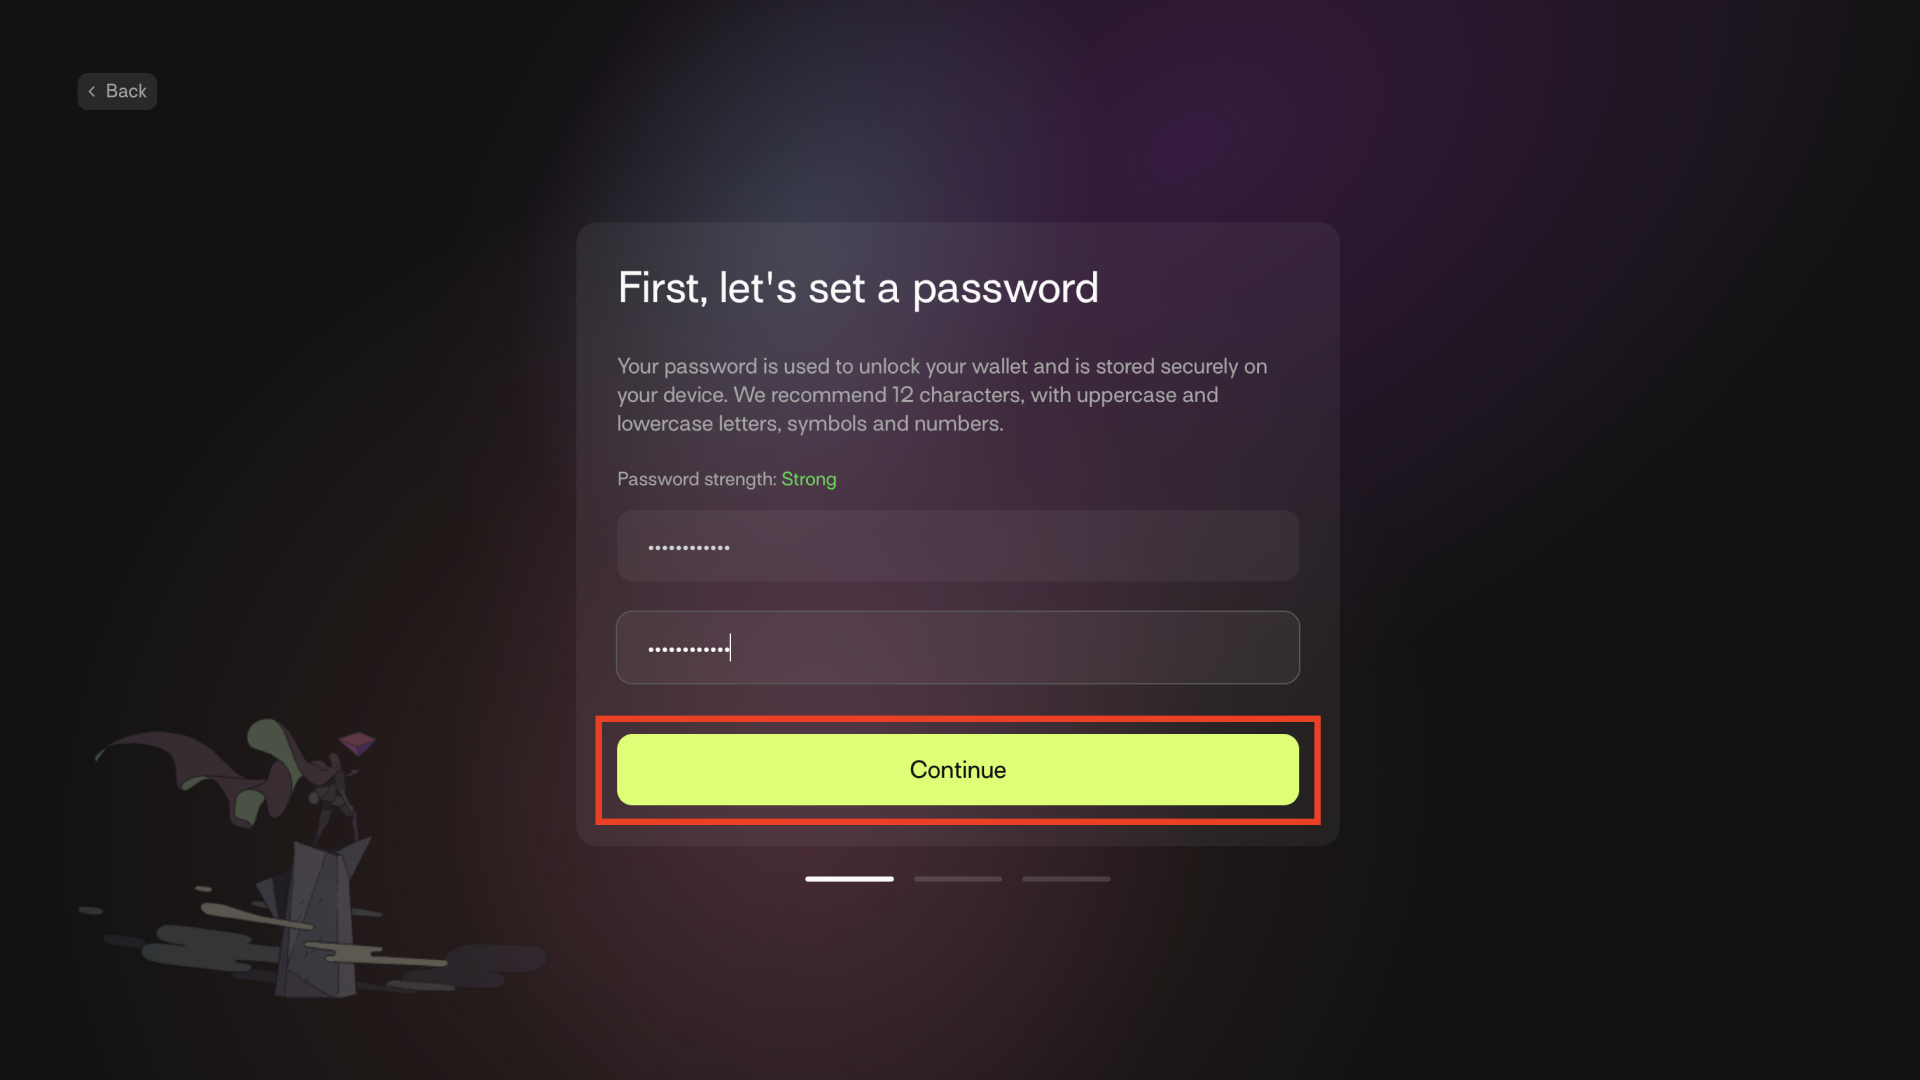 Back
First, let's set a password
Your password is used to unlock your wallet and is stored securely on
your device. We recommend 12 characters, with uppercase and
lowercase letters, symbols and numbers.
Password strength: Strong
••••••••••••
••••••••••••
Continue